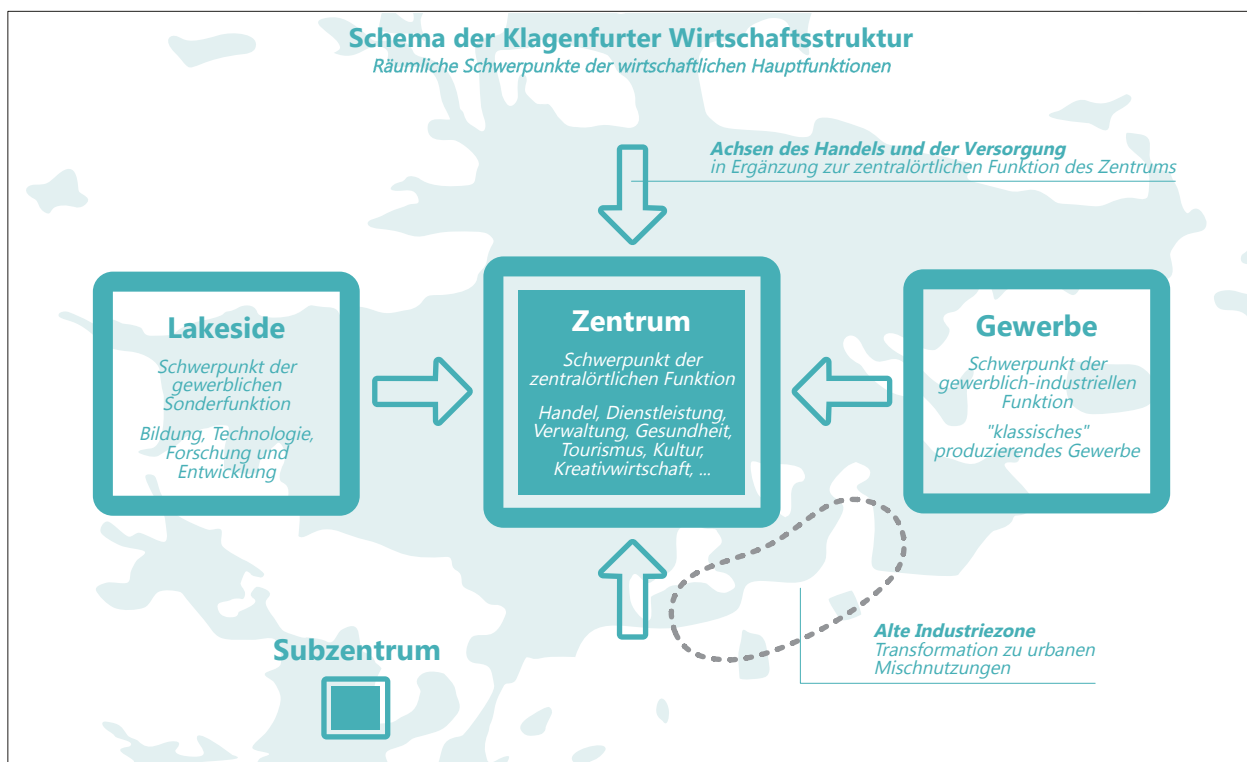 Schema der Klagenfurter Wirtschaftsstruktur
Räumliche Schwerpunkte der wirtschaftlichen Hauptfunktionen
Achsen des Handels und der Versorgung
in Ergänzung zur zentralörtlichen Funktion des Zentrums
Lakeside
Schwerpunkt der
gewerblichen
Sonderfunktion
Bildung, Technologie,
Forschung und
Entwicklung
Zentrum
Schwerpunkt der
zentralörtlichen Funktion
Handel, Dienstleistung,
Verwaltung, Gesundheit,
Tourismus, Kultur,
Kreativwirtschaft, ...
Gewerbe
Schwerpunkt der
gewerblich-industriellen
Funktion
"klassisches"
produzierendes Gewerbe
Subzentrum
Alte Industriezone
Transformation zu urbanen
Mischnutzungen